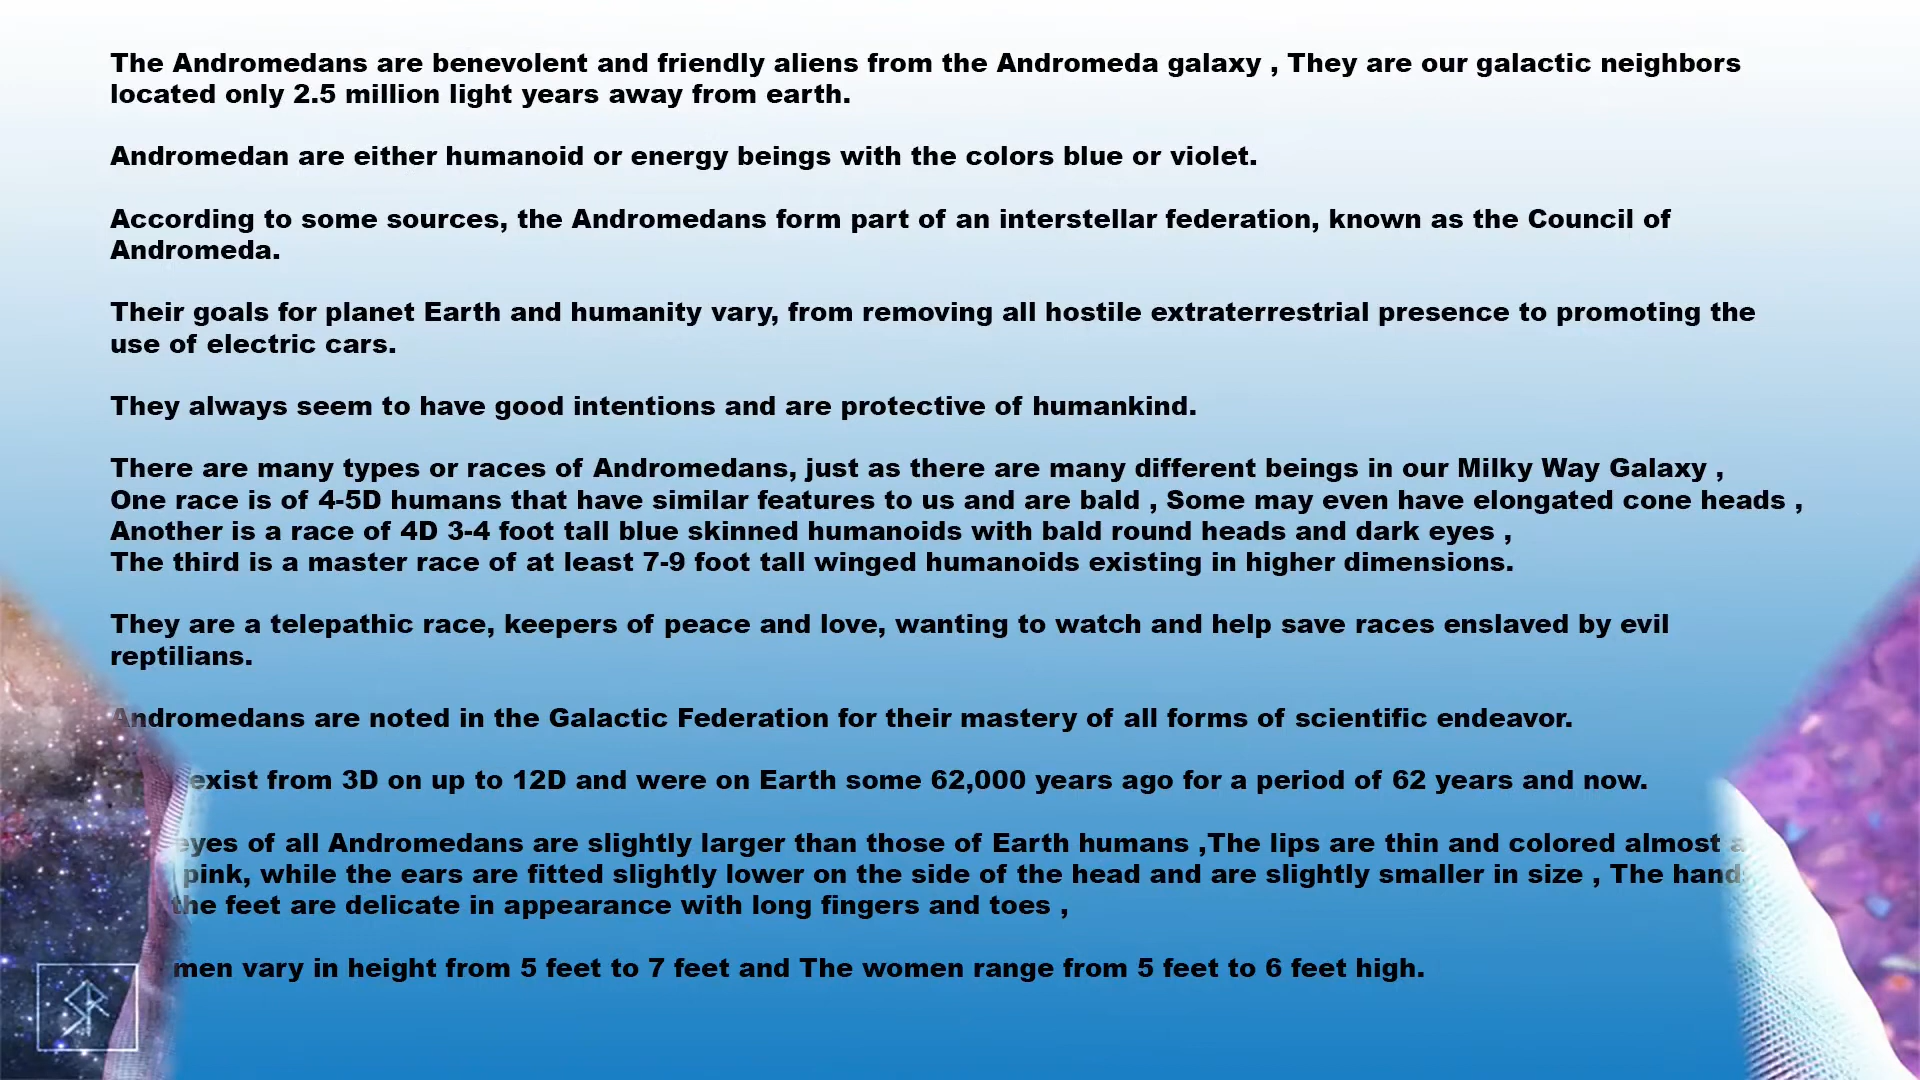 The Andromedans are benevolent and friendly aliens from the Andromeda galaxy , They are our galactic neighbors
located only 2.5 million light years away from earth.
Andromedan are either humanoid or energy beings with the colors blue or violet.
According to some sources, the Andromedans form part of an interstellar federation, known as the Council of
Andromeda.
Their goals for planet Earth and humanity vary, from removing all hostile extraterrestrial presence to promoting the
use of electric cars.
They always seem to have good intentions and are protective of humankind.
There are many types or races of Andromedans, just as there are many different beings in our Milky Way Galaxy ,
One race is of 4-5D humans that have similar features to us and are bald , Some may even have elongated cone heads ,
Another is a race of 4D 3-4 foot tall blue skinned humanoids with bald round heads and dark eyes ,
The third is a master race of at least 7-9 foot tall winged humanoids existing in higher dimensions.
They are a telepathic race, keepers of peace and love, wanting to watch and help save races enslaved by evil
reptilians.
Andromedans are noted in the Galactic Federation for their mastery of all forms of scientific endeavor.
exist from 3D on up to 12D and were on Earth some 62,000 years ago for a period of 62 years and now.
eyes of all Andromedans are slightly larger than those of Earth humans ,The lips are thin and colored almost a
pink, while the ears are fitted slightly lower on the side of the head and are slightly smaller in size , The hand
the feet are delicate in appearance with long fingers and toes ,
men vary in height from 5 feet to 7 feet and The women range from 5 feet to 6 feet high.